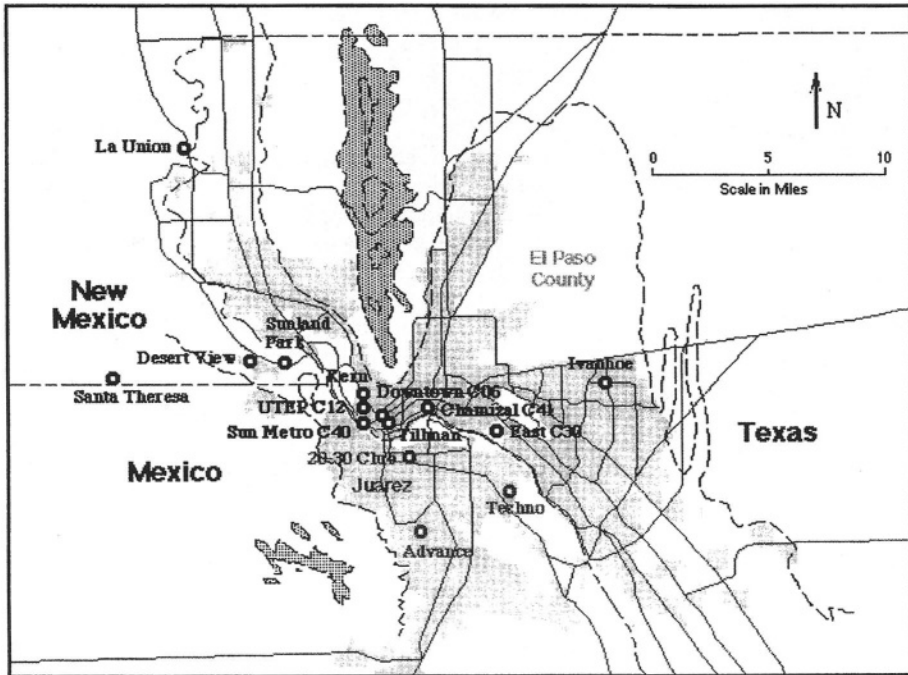 N
La Union
0 5 10
Scale in Miles
El Paso
County
New
Mexico
Sunland
Park
Desert View
Ivanhoe
Kern
Santa Theresa
Downtown C06
UTEP C12
Chamizal C41
Sun Metro C40
Tillman
East C30
Texas
20-30 Club
Mexico
Juarez
Techno
Advance